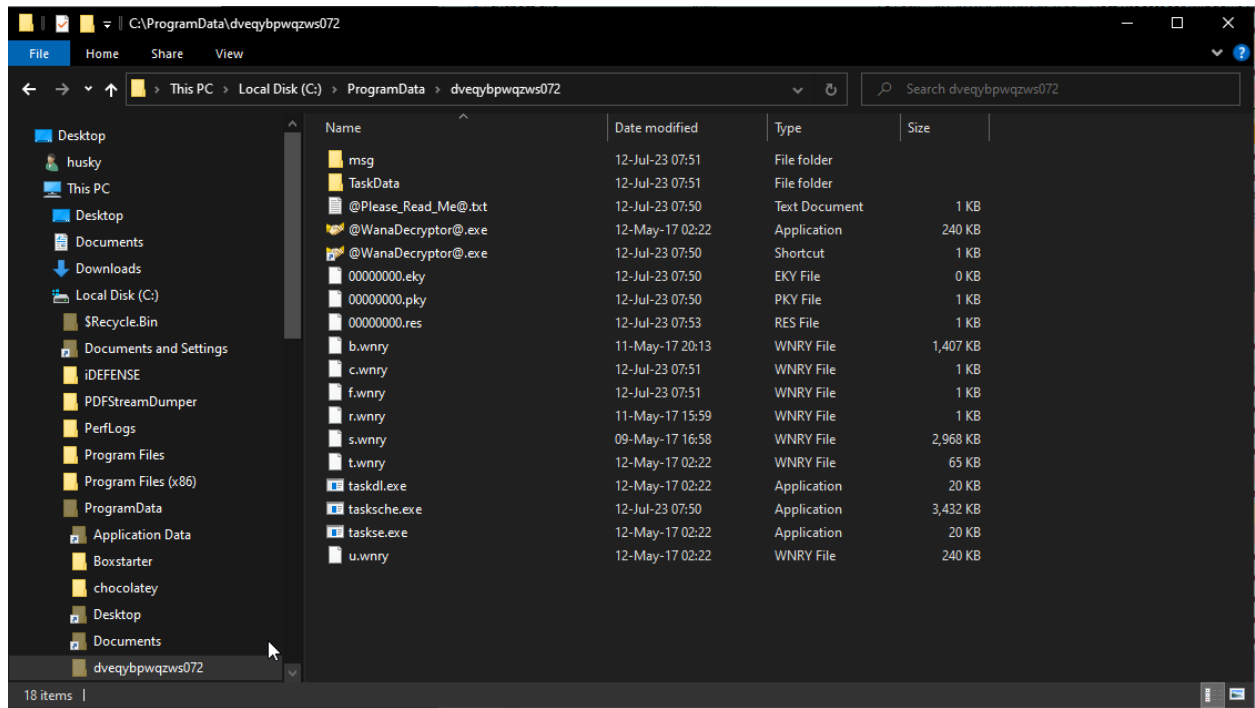 C:\ProgramData\dveqybpwqzws072
File Home Share View
This PC Local Disk (C:) ProgramData dveqybpwqzws072 Search dveqybpwqzws072
Desktop
husky
This PC
Desktop
Documents
Downloads
Local Disk (C:)
$Recycle.Bin
Documents and Settings
iDEFENSE
PDFStreamDumper
PerfLogs
Program Files
Program Files (x86)
ProgramData
Application Data
Boxstarter
chocolatey
Desktop
Documents
dveqybpwqzws072
Name Date modified Type Size
msg 12-Jul-23 07:51 File folder
TaskData 12-Jul-23 07:51 File folder
@Please_Read_Me@.txt 12-Jul-23 07:50 Text Document 1 KB
@WanaDecryptor@.exe 12-May-17 02:22 Application 240 KB
@WanaDecryptor@.exe 12-Jul-23 07:50 Shortcut 1 KB
00000000.eky 12-Jul-23 07:50 EKY File 0 KB
00000000.pky 12-Jul-23 07:50 PKY File 1 KB
00000000.res 12-Jul-23 07:53 RES File 1 KB
b.wnry 11-May-17 20:13 WNRY File 1,407 KB
c.wnry 12-Jul-23 07:51 WNRY File 1 KB
f.wnry 12-Jul-23 07:51 WNRY File 1 KB
r.wnry 11-May-17 15:59 WNRY File 1 KB
s.wnry 09-May-17 16:58 WNRY File 2,968 KB
t.wnry 12-May-17 02:22 WNRY File 65 KB
taskdl.exe 12-May-17 02:22 Application 20 KB
tasksche.exe 12-Jul-23 07:50 Application 3,432 KB
taskse.exe 12-May-17 02:22 Application 20 KB
u.wnry 12-May-17 02:22 WNRY File 240 KB
18 items